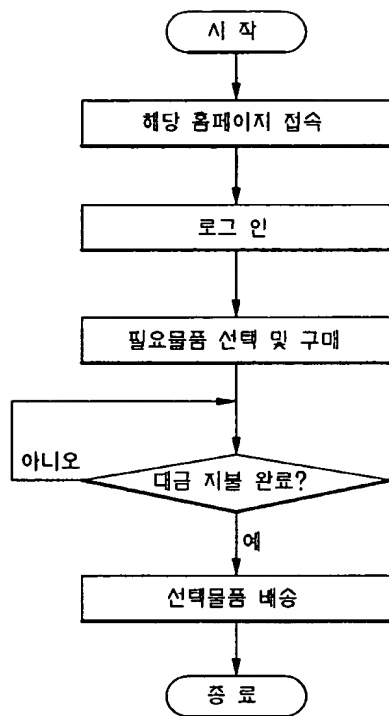 시 작
해당 홈페이지 접속
로그 인
필요물품 선택 및 구매
아니오
대금 지불 완료?
예
선택물품 배송
종 료